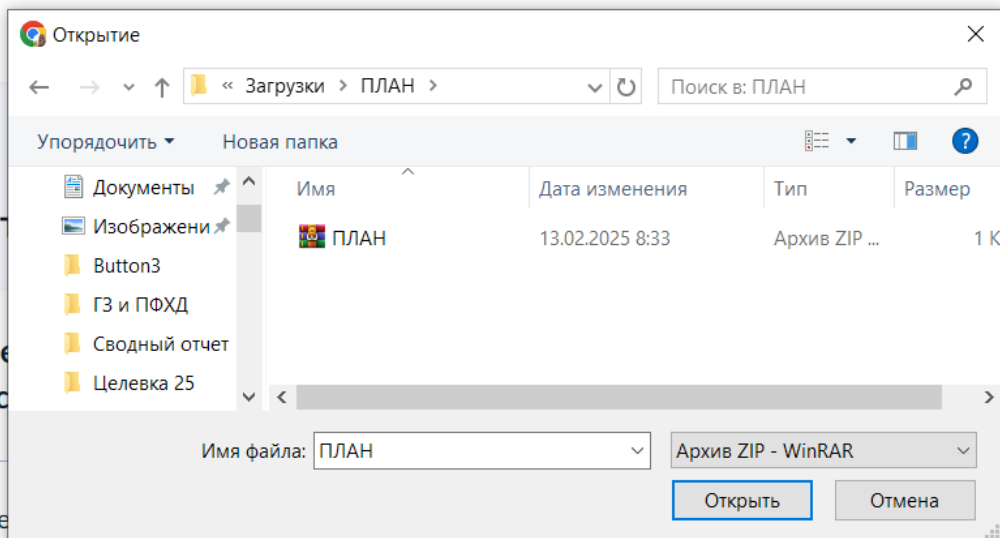 Открытие
« Загрузки > ПЛАН >
Поиск в: ПЛАН
Упорядочить
Новая папка
Документы
Изображени
Button3
ГЗ и ПФХД
Сводный отчет
Целевка 25
Имя
Дата изменения
Тип
Размер
ПЛАН
13.02.2025 8:33
Архив ZIP ...
1 К
Имя файла:
ПЛАН
Архив ZIP - WinRAR
Открыть
Отмена